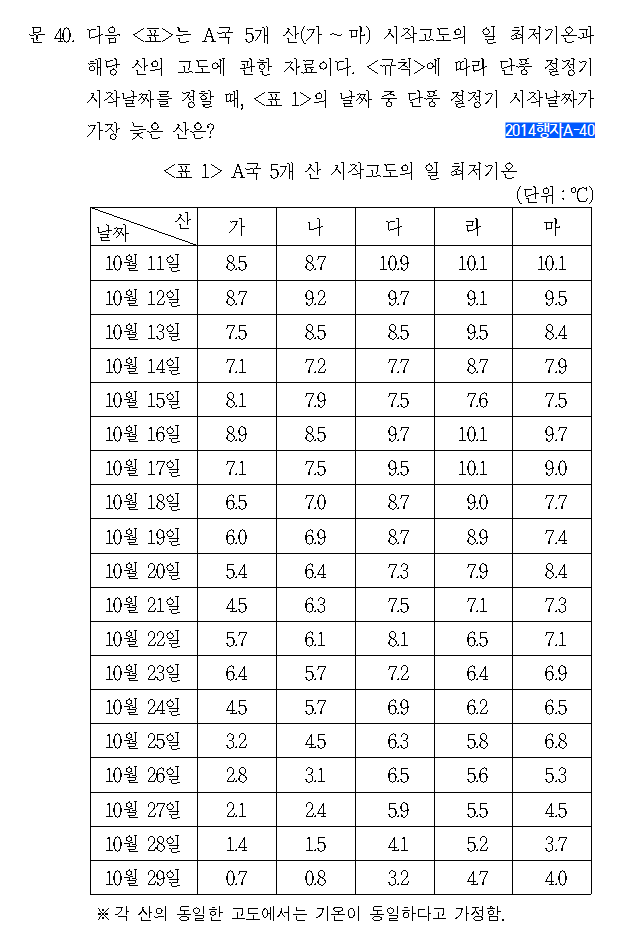 문 40. 다음 <표>는 A국 5개 산(가 ~ 마) 시작고도의 일 최저기온과
해당 산의 고도에 관한 자료이다. <규칙>에 따라 단풍 절정기
시작날짜를 정할 때, <표 1>의 날짜 중 단풍 절정기 시작날짜가
가장 늦은 산은?
2014행자A-40
<표 1> A국 5개 산 시작고도의 일 최저기온
(단위 : ℃)
날짜 산 가 나 다 라 마
10월 11일 8.5 8.7 10.9 10.1 10.1
10월 12일 8.7 9.2 9.7 9.1 9.5
10월 13일 7.5 8.5 8.5 9.5 8.4
10월 14일 7.1 7.2 7.7 8.7 7.9
10월 15일 8.1 7.9 7.5 7.6 7.5
10월 16일 8.9 8.5 9.7 10.1 9.7
10월 17일 7.1 7.5 9.5 10.1 9.0
10월 18일 6.5 7.0 8.7 9.0 7.7
10월 19일 6.0 6.9 8.7 8.9 7.4
10월 20일 5.4 6.4 7.3 7.9 8.4
10월 21일 4.5 6.3 7.5 7.1 7.3
10월 22일 5.7 6.1 8.1 6.5 7.1
10월 23일 6.4 5.7 7.2 6.4 6.9
10월 24일 4.5 5.7 6.9 6.2 6.5
10월 25일 3.2 4.5 6.3 5.8 6.8
10월 26일 2.8 3.1 6.5 5.6 5.3
10월 27일 2.1 2.4 5.9 5.5 4.5
10월 28일 1.4 1.5 4.1 5.2 3.7
10월 29일 0.7 0.8 3.2 4.7 4.0
※ 각 산의 동일한 고도에서는 기온이 동일하다고 가정함.